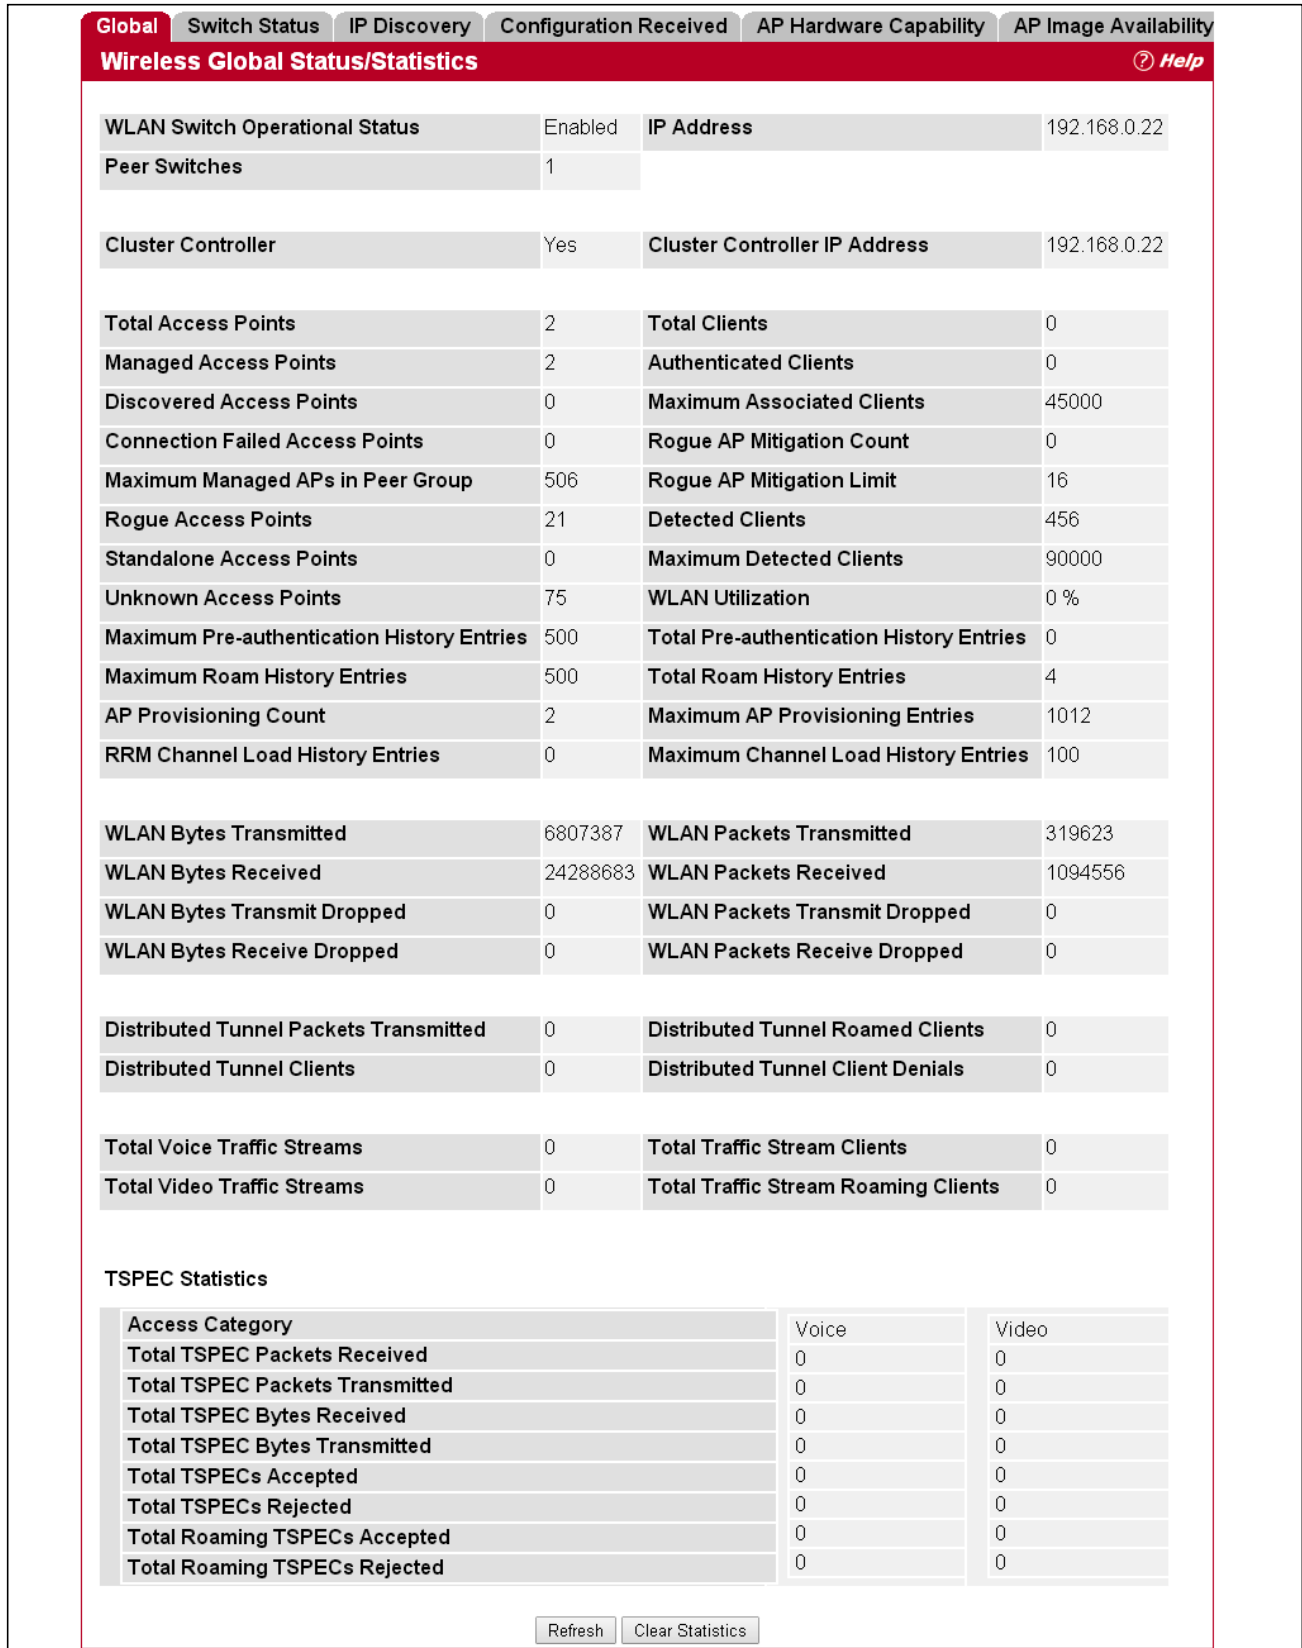 Global Switch Status IP Discovery Configuration Received AP Hardware Capability AP Image Availability
Wireless Global Status/Statistics ? Help
WLAN Switch Operational Status Enabled IP Address 192.168.0.22
Peer Switches 1
Cluster Controller Yes Cluster Controller IP Address 192.168.0.22
Total Access Points 2 Total Clients 0
Managed Access Points 2 Authenticated Clients 0
Discovered Access Points 0 Maximum Associated Clients 45000
Connection Failed Access Points 0 Rogue AP Mitigation Count 0
Maximum Managed APs in Peer Group 506 Rogue AP Mitigation Limit 16
Rogue Access Points 21 Detected Clients 456
Standalone Access Points 0 Maximum Detected Clients 90000
Unknown Access Points 75 WLAN Utilization 0 %
Maximum Pre-authentication History Entries 500 Total Pre-authentication History Entries 0
Maximum Roam History Entries 500 Total Roam History Entries 4
AP Provisioning Count 2 Maximum AP Provisioning Entries 1012
RRM Channel Load History Entries 0 Maximum Channel Load History Entries 100
WLAN Bytes Transmitted 6807387 WLAN Packets Transmitted 319623
WLAN Bytes Received 24288683 WLAN Packets Received 1094556
WLAN Bytes Transmit Dropped 0 WLAN Packets Transmit Dropped 0
WLAN Bytes Receive Dropped 0 WLAN Packets Receive Dropped 0
Distributed Tunnel Packets Transmitted 0 Distributed Tunnel Roamed Clients 0
Distributed Tunnel Clients 0 Distributed Tunnel Client Denials 0
Total Voice Traffic Streams 0 Total Traffic Stream Clients 0
Total Video Traffic Streams 0 Total Traffic Stream Roaming Clients 0
TSPEC Statistics
Access Category Voice Video
Total TSPEC Packets Received 0 0
Total TSPEC Packets Transmitted 0 0
Total TSPEC Bytes Received 0 0
Total TSPEC Bytes Transmitted 0 0
Total TSPECs Accepted 0 0
Total TSPECs Rejected 0 0
Total Roaming TSPECs Accepted 0 0
Total Roaming TSPECs Rejected 0 0
Refresh Clear Statistics